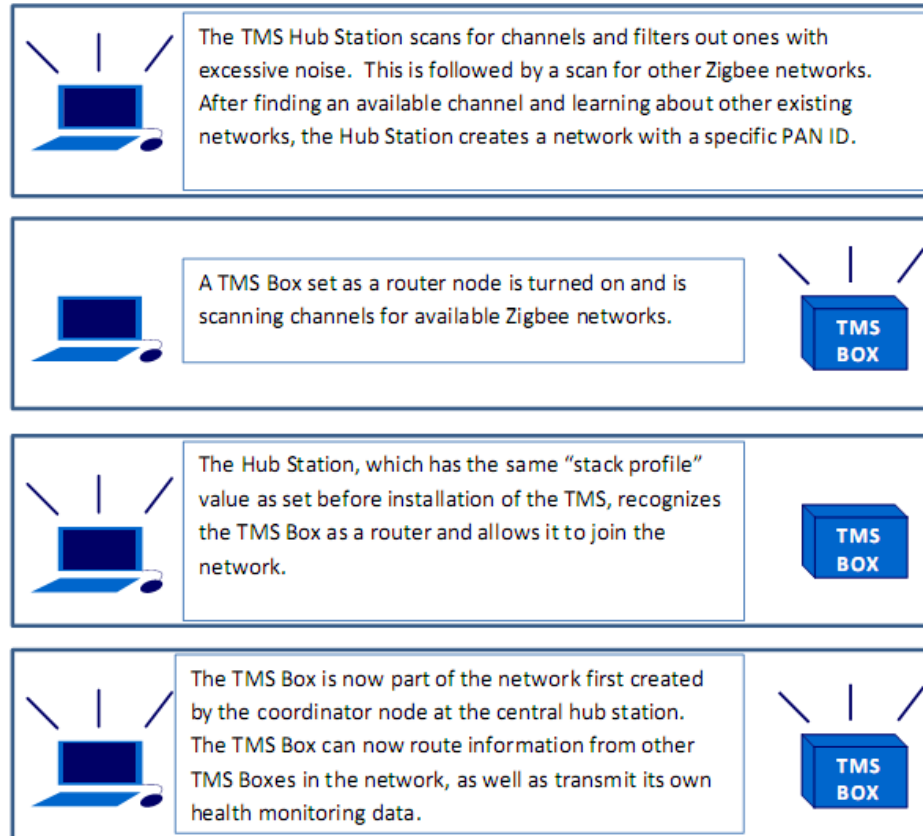 The TMS Hub Station scans for channels and filters out ones with
excessive noise.  This is followed by a scan for other Zigbee networks.
After finding an available channel and learning about other existing
networks, the Hub Station creates a network with a specific PAN ID.
A TMS Box set as a router node is turned on and is
scanning channels for available Zigbee networks.
TMS
BOX
The Hub Station, which has the same “stack profile”
value as set before installation of the TMS, recognizes
the TMS Box as a router and allows it to join the
network.
TMS
BOX
The TMS Box is now part of the network first created
by the coordinator node at the central hub station.
The TMS Box can now route information from other
TMS Boxes in the network, as well as transmit its own
health monitoring data.
TMS
BOX